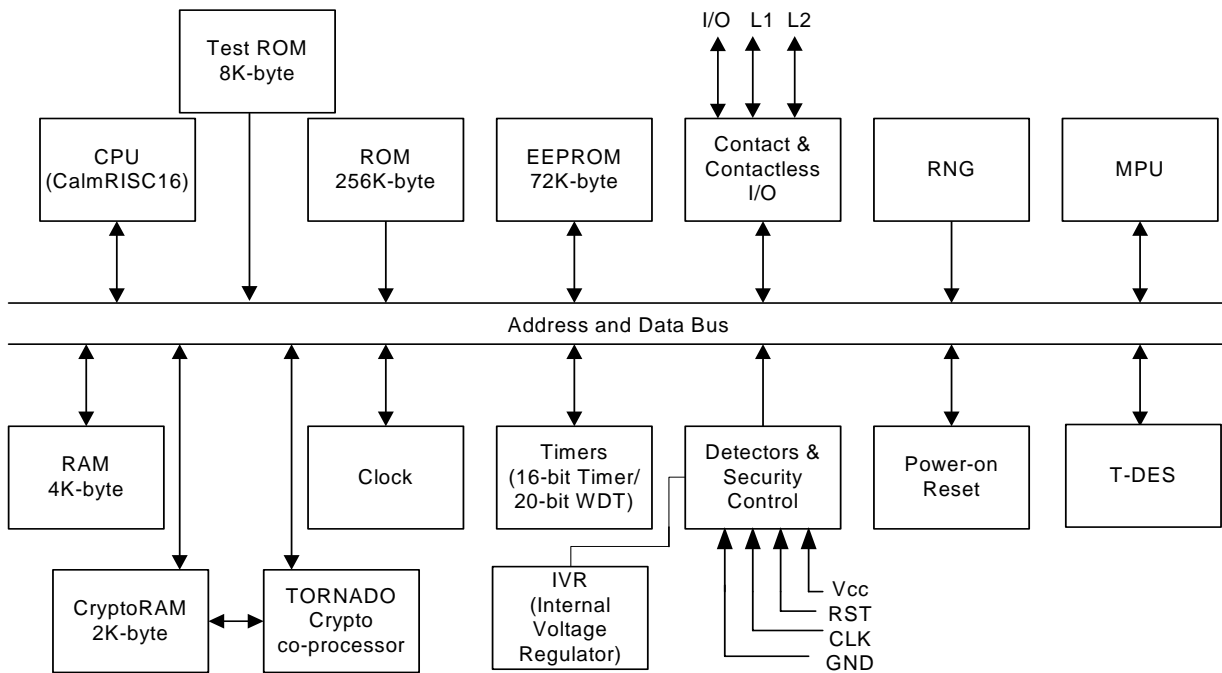 I/O L1 L2
Test ROM
8K-byte
CPU
(CalmRISC16)
ROM
256K-byte
EEPROM
72K-byte
Contact &
Contactless
I/O
RNG
MPU
Address and Data Bus
RAM
4K-byte
Clock
Timers
(16-bit Timer/
20-bit WDT)
Detectors &
Security
Control
Power-on
Reset
T-DES
CryptoRAM
2K-byte
TORNADO
Crypto
co-processor
IVR
(Internal
Voltage
Regulator)
Vcc
RST
CLK
GND